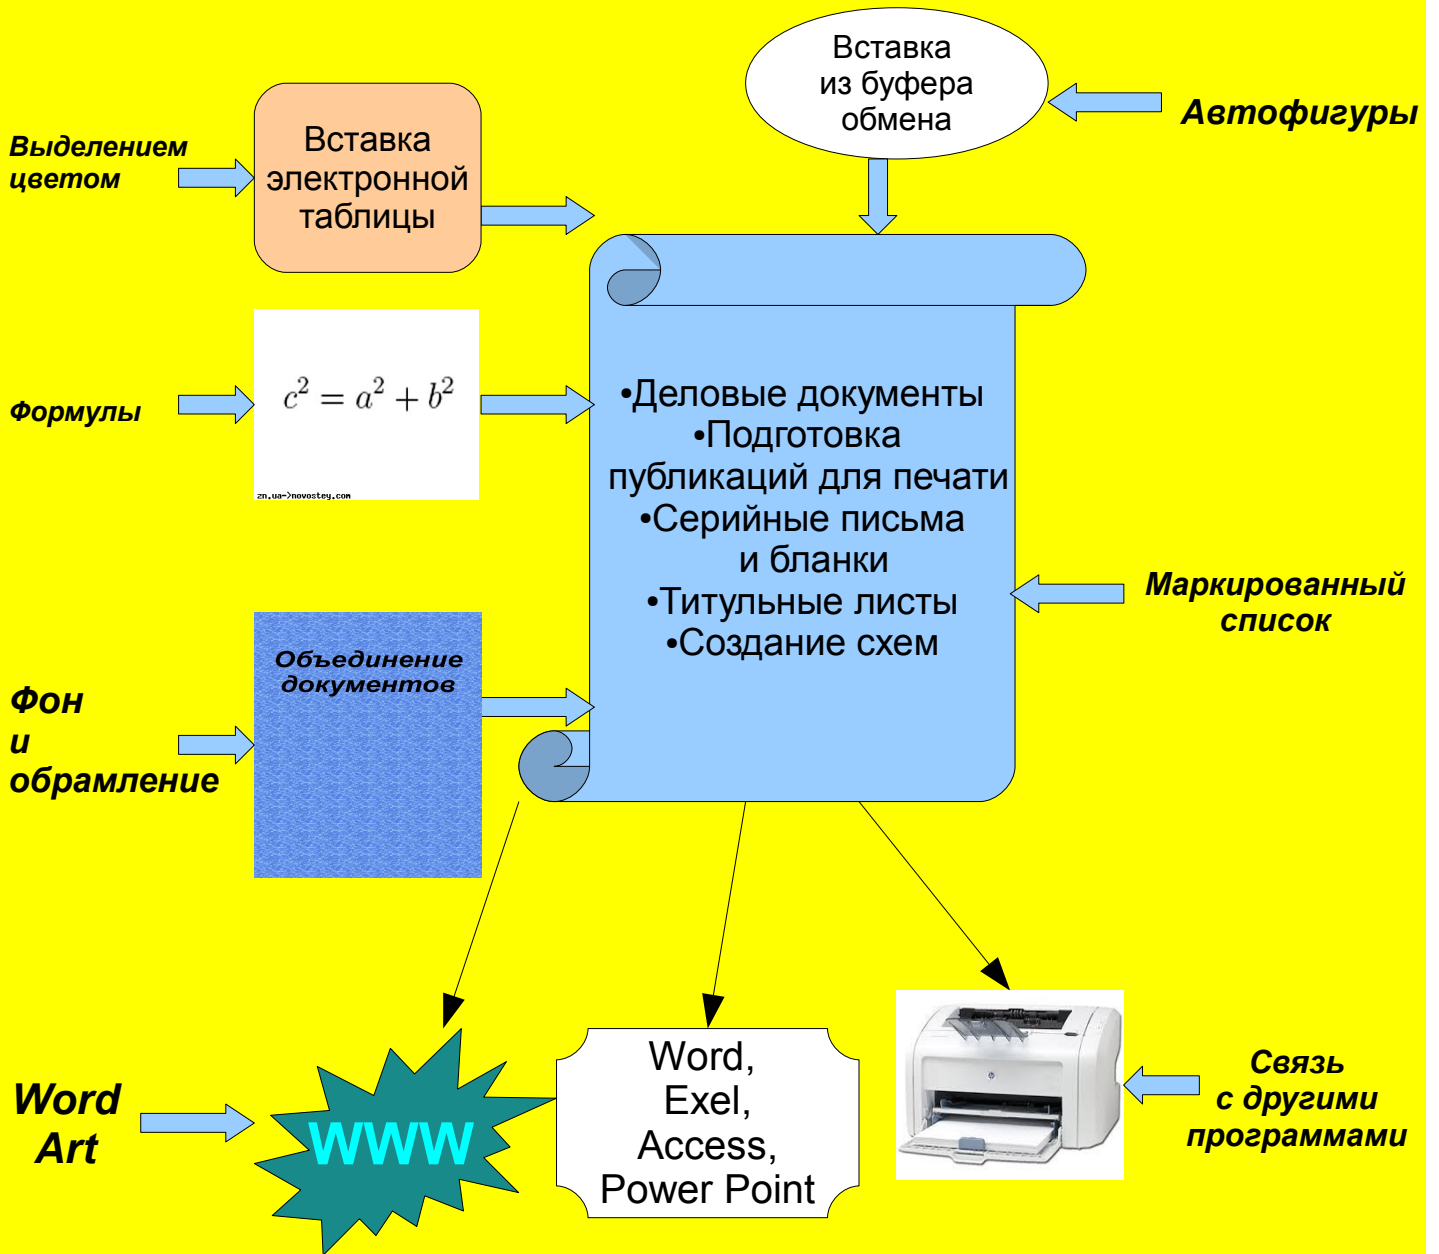 Вставка
из буфера
обмена
Автофигуры
Выделением
цветом
Вставка
электронной
таблицы
Формулы
c² = a² + b²
zn.ua->novostey.com
•Деловые документы
•Подготовка
публикаций для печати
•Серийные письма
и бланки
•Титульные листы
•Создание схем
Маркированный
список
Фон
и
обрамление
Объединение
документов
Word
Art
WWW
Word,
Exel,
Access,
Power Point
Связь
с другими
программами